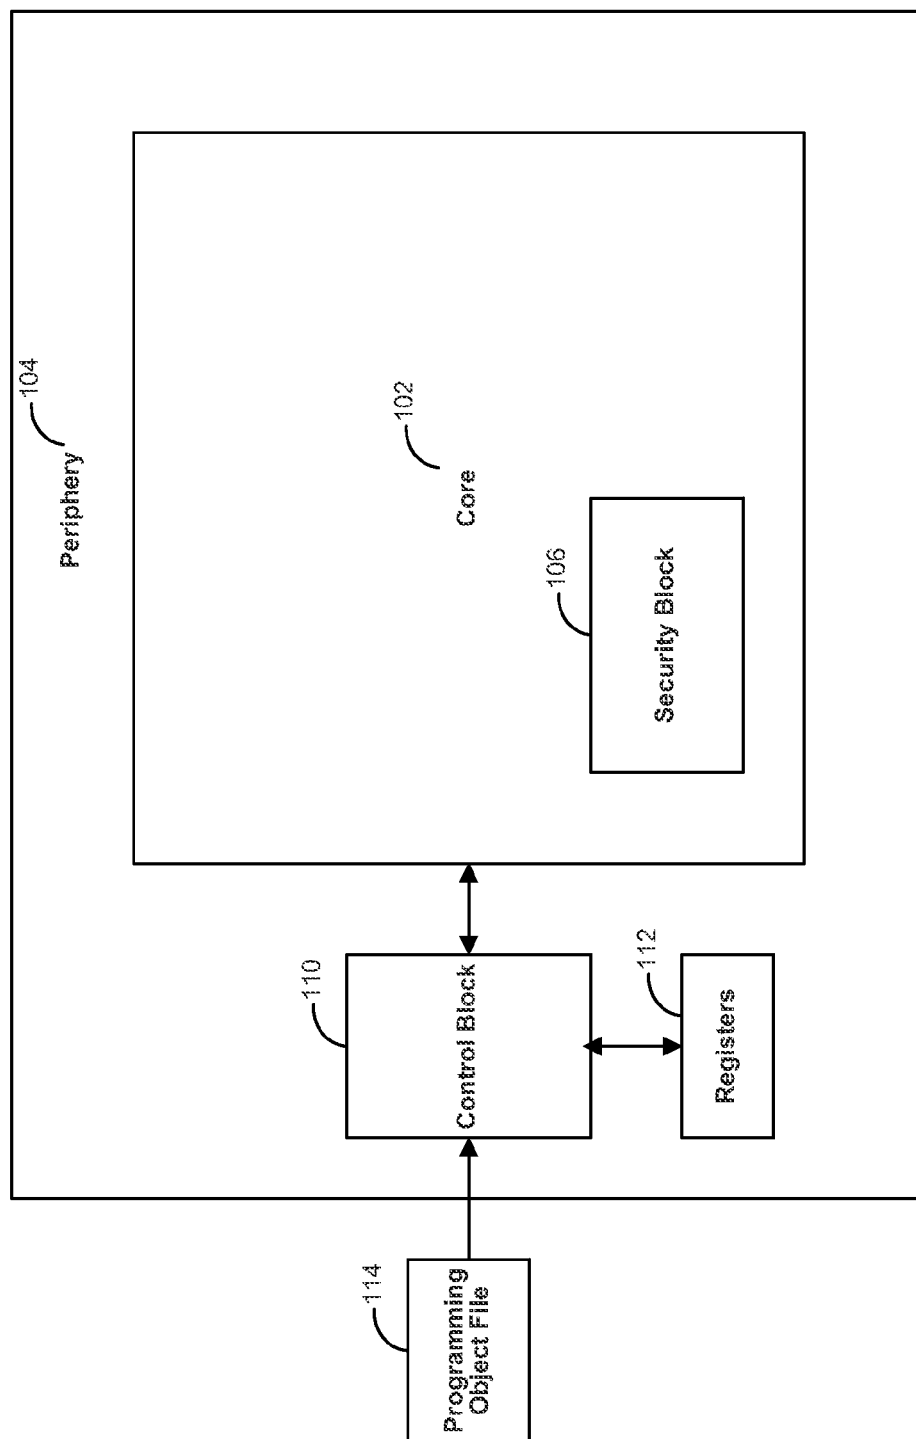 104
Periphery
102
Core
106
Security Block
110
Control Block
112
Registers
114
Programming
Object File